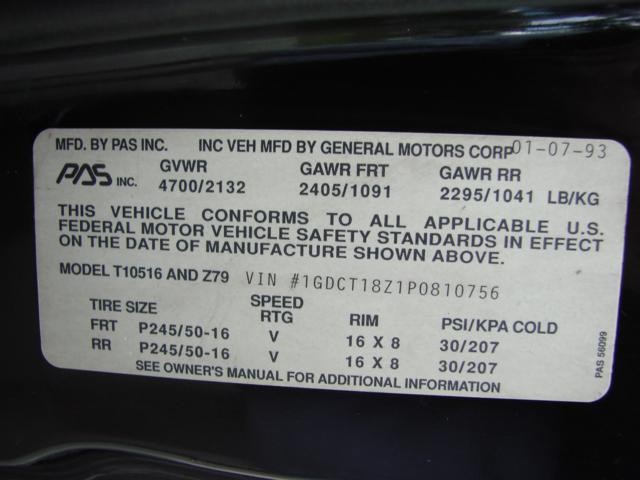 MFD. BY PAS INC. INC VEH MFD BY GENERAL MOTORS CORP 01-07-93
PAS INC. GVWR GAWR FRT GAWR RR
4700/2132 2405/1091 2295/1041 LB/KG
THIS VEHICLE CONFORMS TO ALL APPLICABLE U.S.
FEDERAL MOTOR VEHICLE SAFETY STANDARDS IN EFFECT
ON THE DATE OF MANUFACTURE SHOWN ABOVE.
MODEL T10516 AND Z79 VIN #1GDCT18Z1P0810756
TIRE SIZE SPEED RTG RIM PSI/KPA COLD
FRT P245/50-16 V 16 X 8 30/207
RR P245/50-16 V 16 X 8 30/207
SEE OWNER'S MANUAL FOR ADDITIONAL INFORMATION
PAS 56099